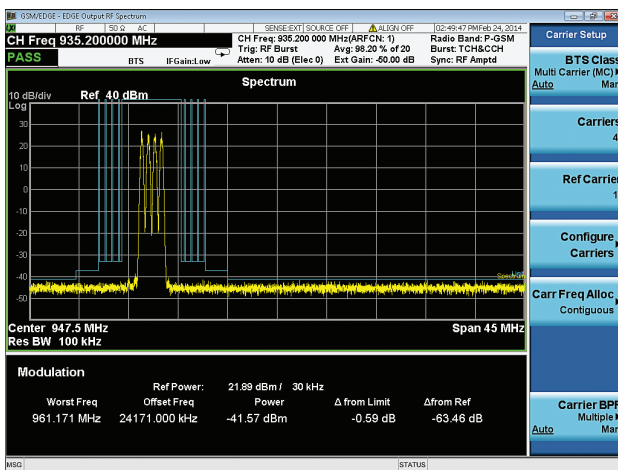 GSM/EDGE - EDGE Output RF Spectrum
RF 50 Ω AC SENSE:EXT SOURCE OFF ALIGN OFF 02:49:47 PM Feb 24, 2014
CH Freq 935.200000 MHz
CH Freq: 935.200 000 MHz(ARFCN: 1) Radio Band: P-GSM
Trig: RF Burst Avg: 98.20 % of 20 Burst: TCH&CCH
PASS BTS IFGain:Low Atten: 10 dB (Elec 0) Ext Gain: -50.00 dB Sync: RF Amptd
Spectrum
10 dB/div Ref 40 dBm
Log
30
20
10
0
-10
-20
-30
-40
-50
Spectrum
Center 947.5 MHz Span 45 MHz
Res BW 100 kHz
Modulation
Ref Power: 21.89 dBm / 30 kHz
Worst Freq Offset Freq Power Δ from Limit Δfrom Ref
961.171 MHz 24171.000 kHz -41.57 dBm -0.59 dB -63.46 dB
Carrier Setup
BTS Class
Multi Carrier (MC)
Auto Man
Carriers
4
Ref Carrier
1
Configure
Carriers
Carr Freq Alloc
Contiguous
Carrier BPF
Multiple
Auto Man
MSG STATUS